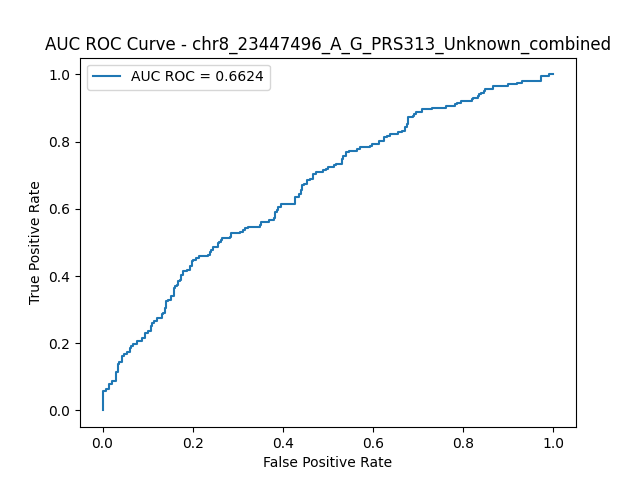 AUC ROC Curve - chr8_23447496_A_G_PRS313_Unknown_combined
AUC ROC = 0.6624
1.0
0.8
0.6
0.4
0.2
0.0
True Positive Rate
0.0 0.2 0.4 0.6 0.8 1.0
False Positive Rate